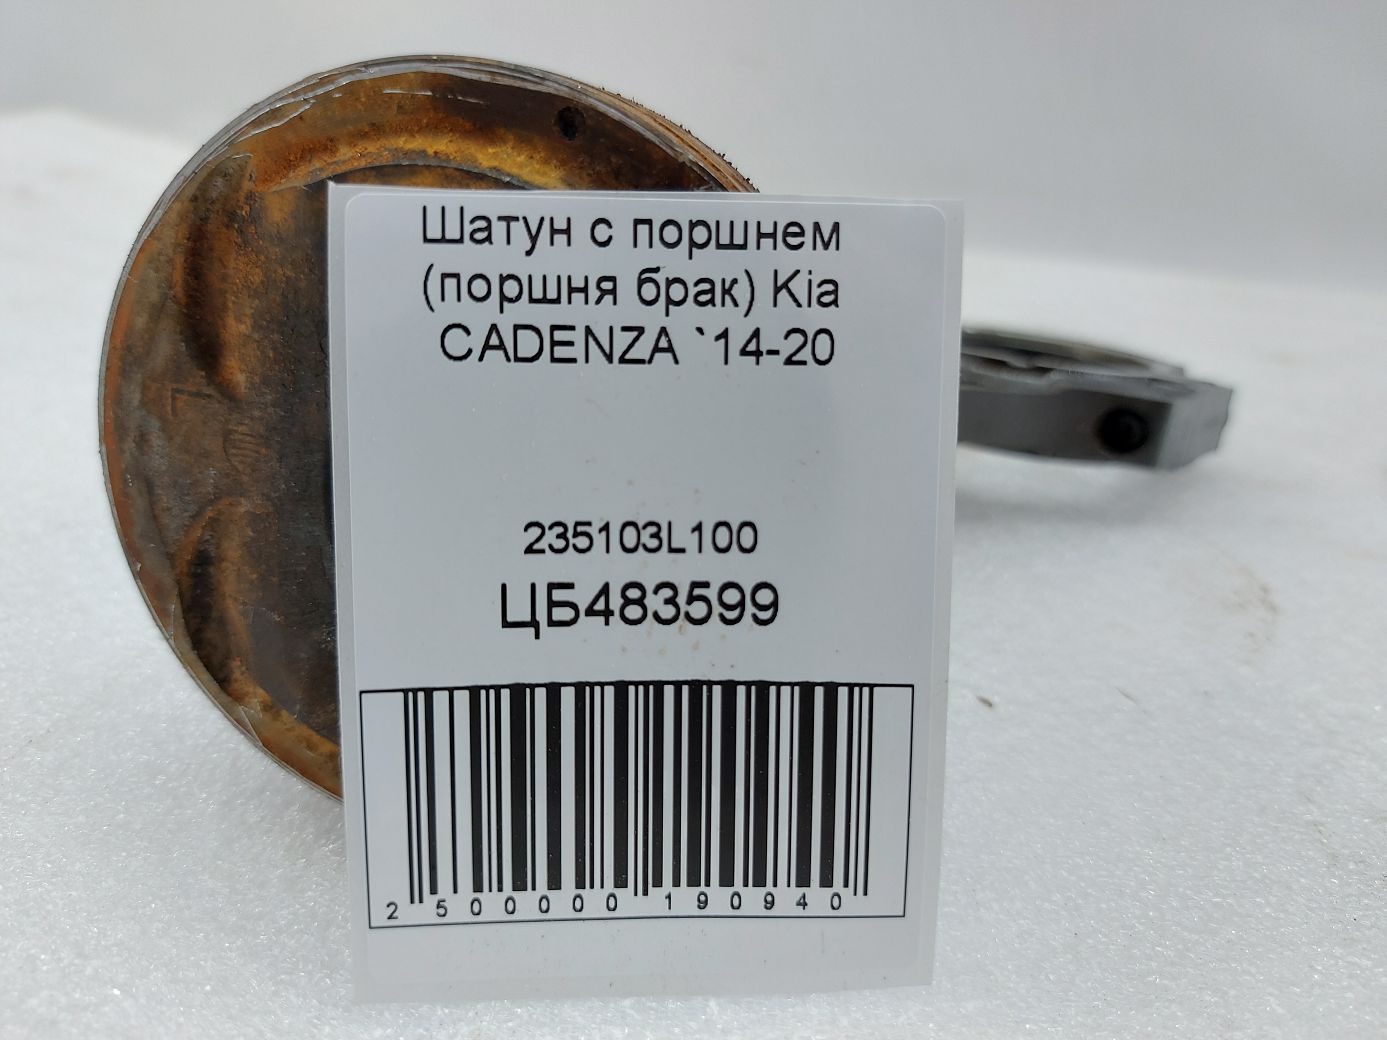 Шатун с поршнем
(поршня брак) Kia
CADENZA `14-20
235103L100
ЦБ483599
2 500000 190940